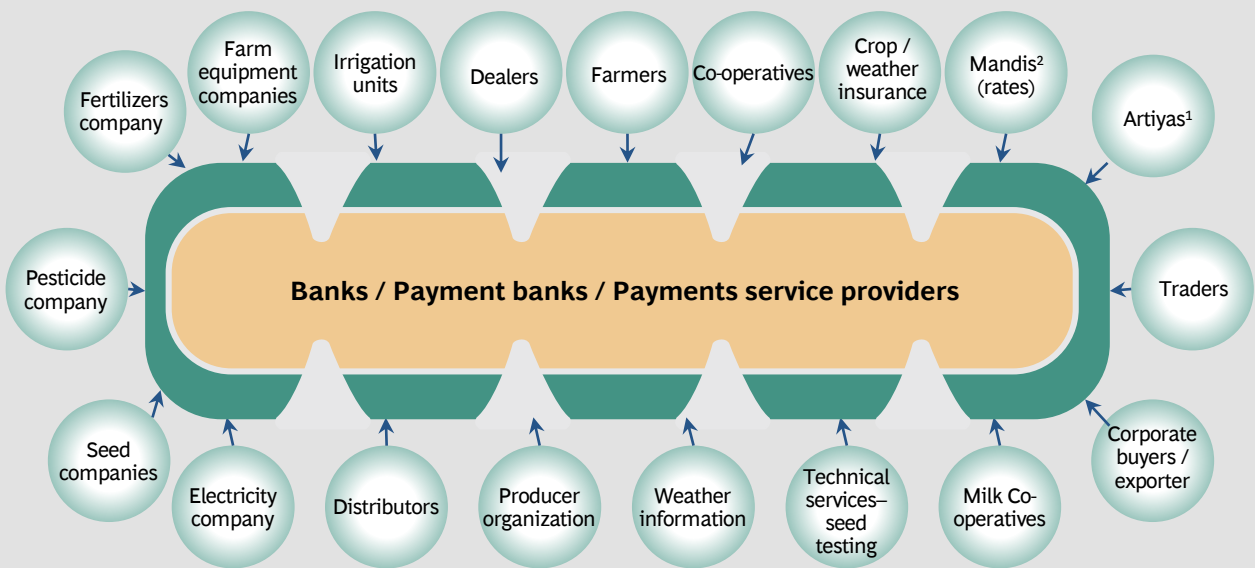 Fertilizers
company
Farm
equipment
companies
Irrigation
units
Dealers
Farmers
Co-operatives
Crop /
weather
insurance
Mandis²
(rates)
Artiyas¹
Pesticide
company
Banks / Payment banks / Payments service providers
Traders
Seed
companies
Electricity
company
Distributors
Producer
organization
Weather
information
Technical
services–
seed
testing
Milk Co-
operatives
Corporate
buyers /
exporter